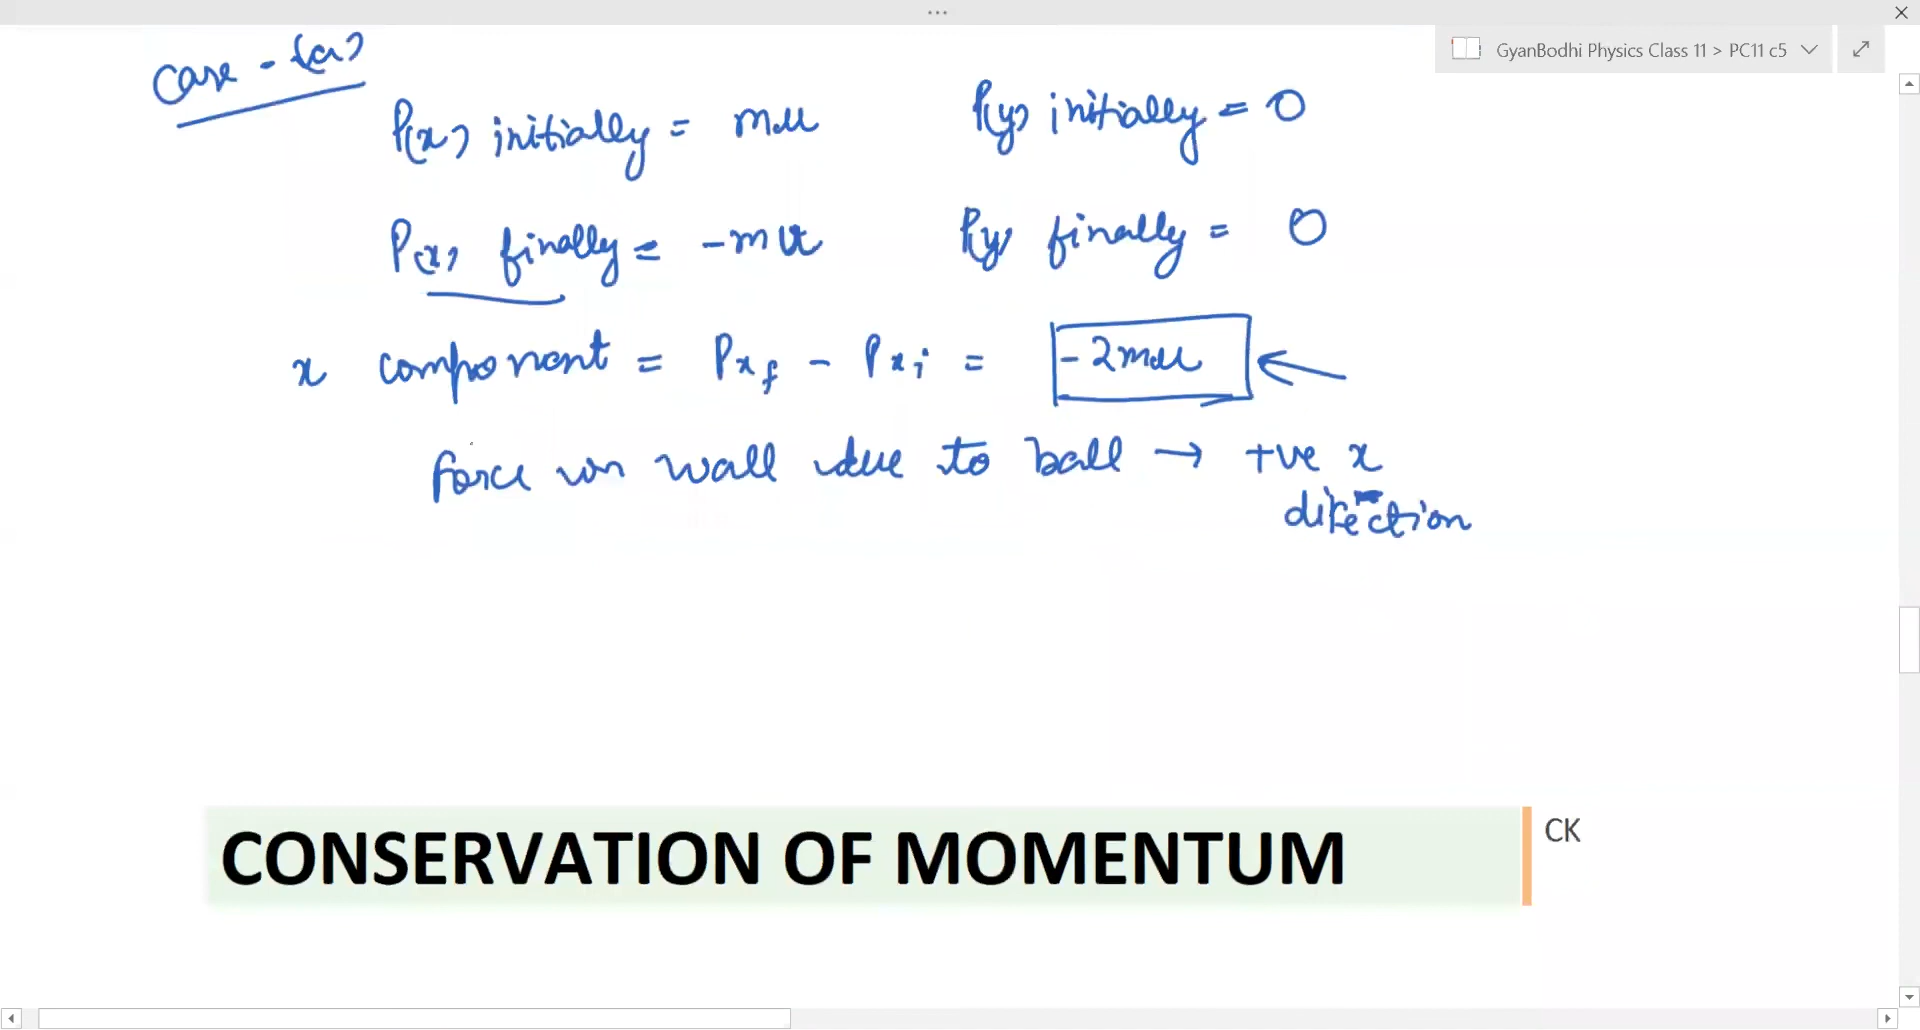 GyanBodhi Physics Class 11 > PC11 c5
Case - (a)
P(x) initially = mu P(y) initially = 0
P(x) finally = -mu P(y) finally = 0
x component = Pxf - Pxi = -2mu
Force on wall due to ball → +ve x
direction
CONSERVATION OF MOMENTUM
CK